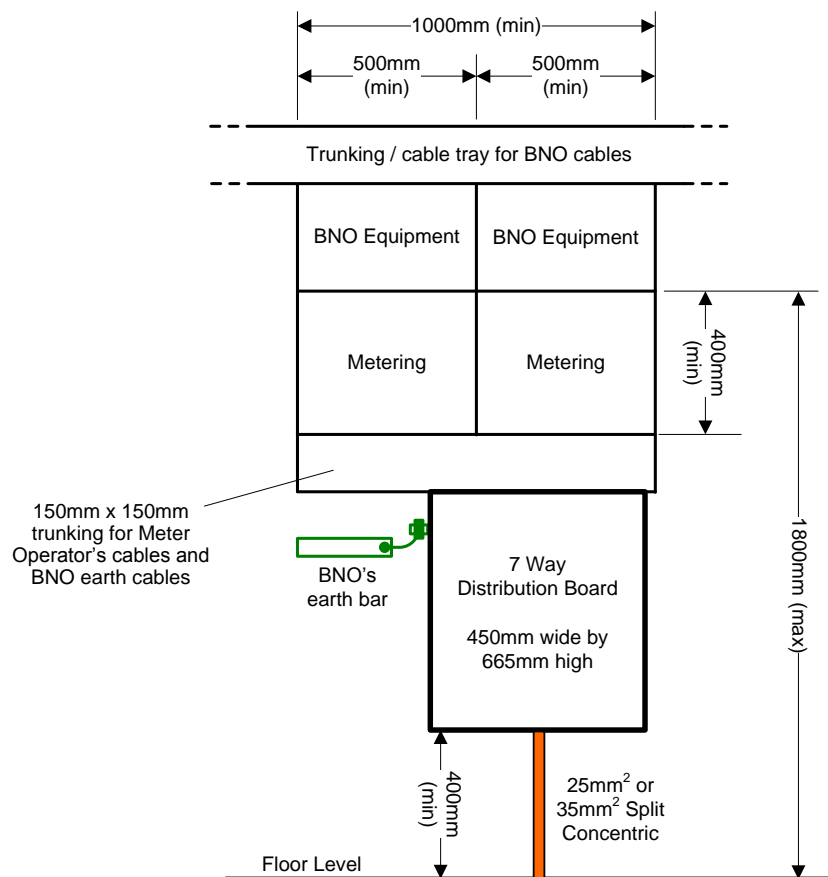 1000mm (min)
500mm
(min)
500mm
(min)
Trunking / cable tray for BNO cables
BNO Equipment
BNO Equipment
Metering
Metering
400mm
(min)
150mm x 150mm
trunking for Meter
Operator’s cables and
BNO earth cables
BNO’s
earth bar
7 Way
Distribution Board
450mm wide by
665mm high
1800mm (max)
400mm
(min)
25mm² or
35mm² Split
Concentric
Floor Level